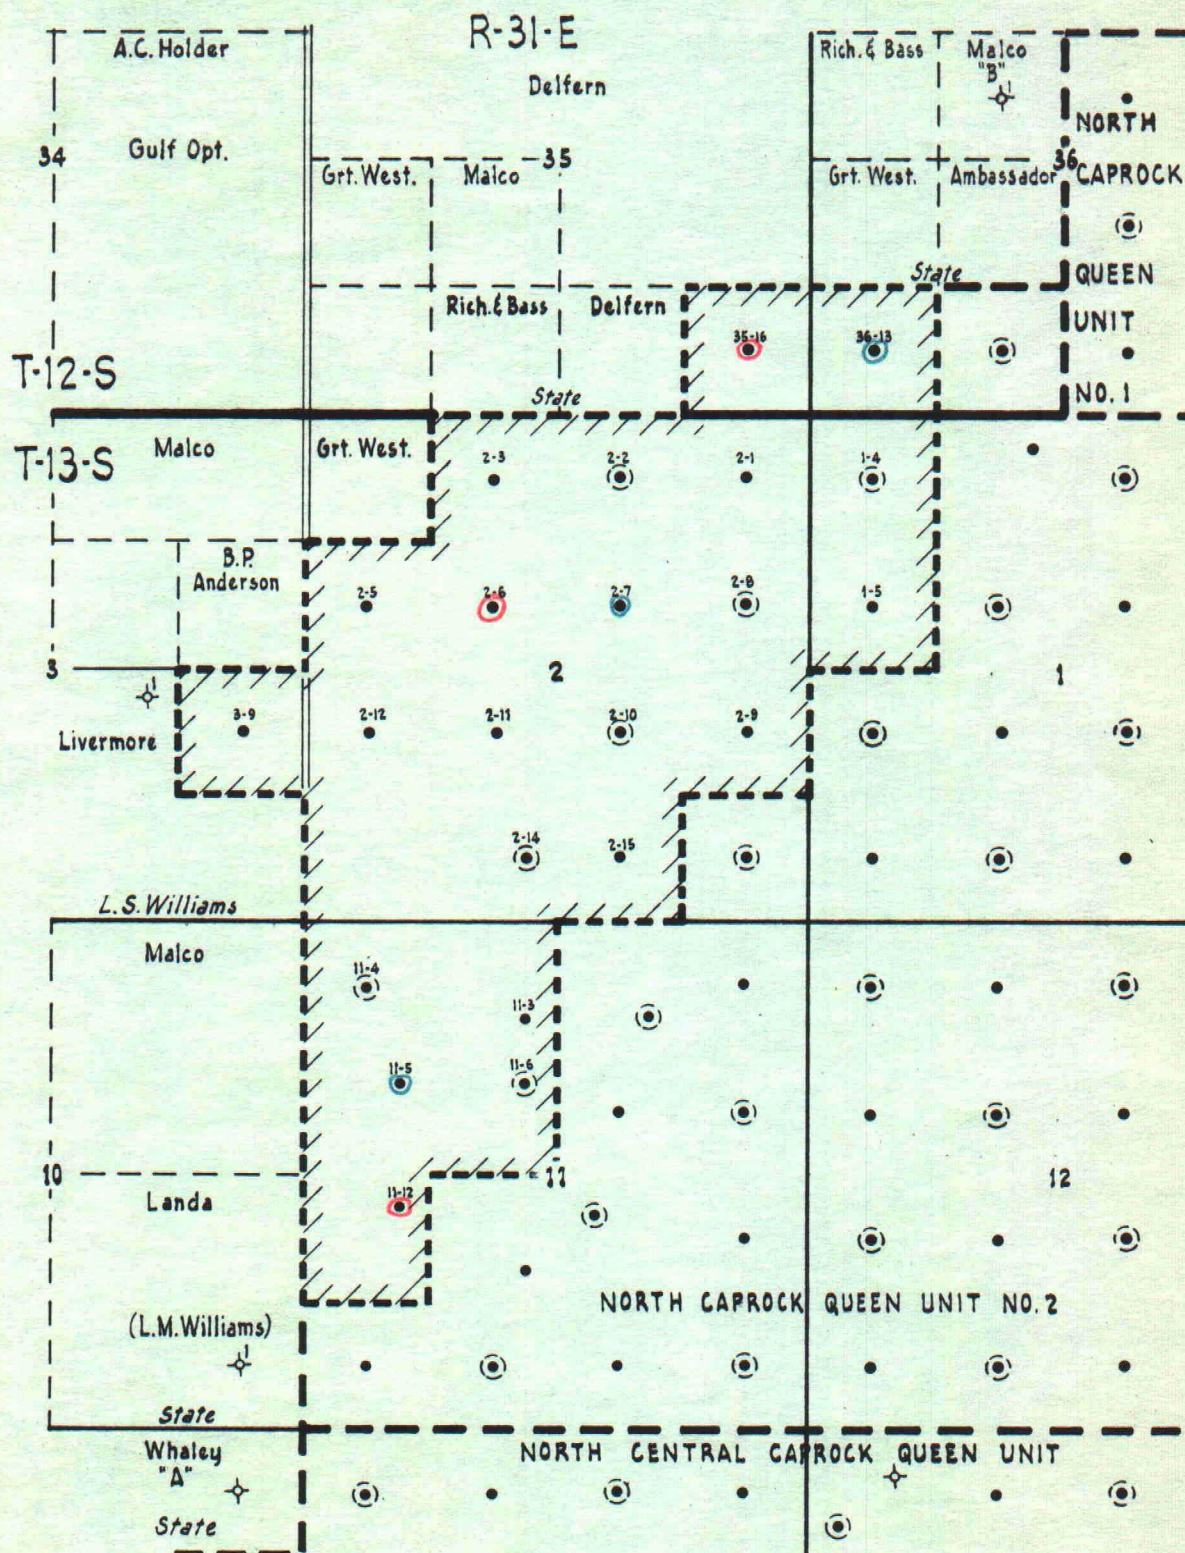 R-31-E
A.C. Holder
Delfern
Rich. & Bass
Malco
"B"
1
NORTH
34
Gulf Opt.
35
36
Grt. West.
Malco
Grt. West.
Ambassador
CAPROCK
State
QUEEN
Rich. & Bass
Delfern
UNIT
35-16
36-13
T-12-S
State
NO. 1
T-13-S
Malco
Grt. West.
2-3
2-2
2-1
1-4
B.P.
Anderson
2-5
2-6
2-7
2-8
1-5
3
2
1
1
Livermore
3-9
2-12
2-11
2-10
2-9
2-14
2-15
L.S. Williams
Malco
11-4
11-3
11-5
11-6
10
11
12
Landa
11-12
NORTH CAPROCK QUEEN UNIT NO. 2
(L.M. Williams)
1
State
Whaley
"A"
NORTH CENTRAL CAPROCK QUEEN UNIT
State